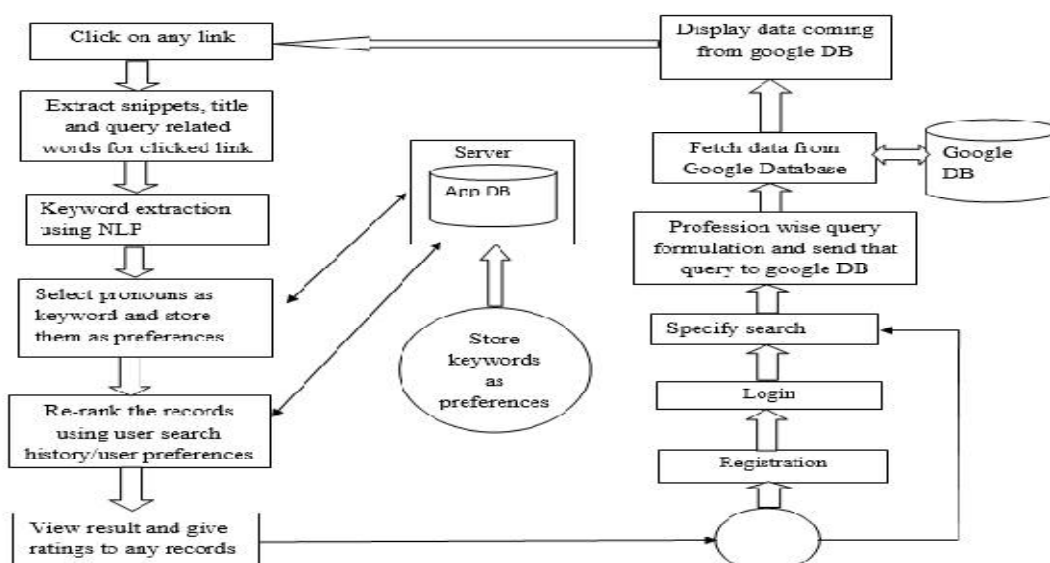 Click on any link
Extract snippets, title
and query related
words for clicked link
Keyword extraction
using NLP
Select pronouns as
keyword and store
them as preferences
Re-rank the records
using user search
history/user preferences
View result and give
ratings to any records
Server
App DB
Store
keywords
as
preferences
Display data coming
from google DB
Fetch data from
Google Database
Google
DB
Profession wise query
formulation and send that
query to google DB
Specify search
Login
Registration